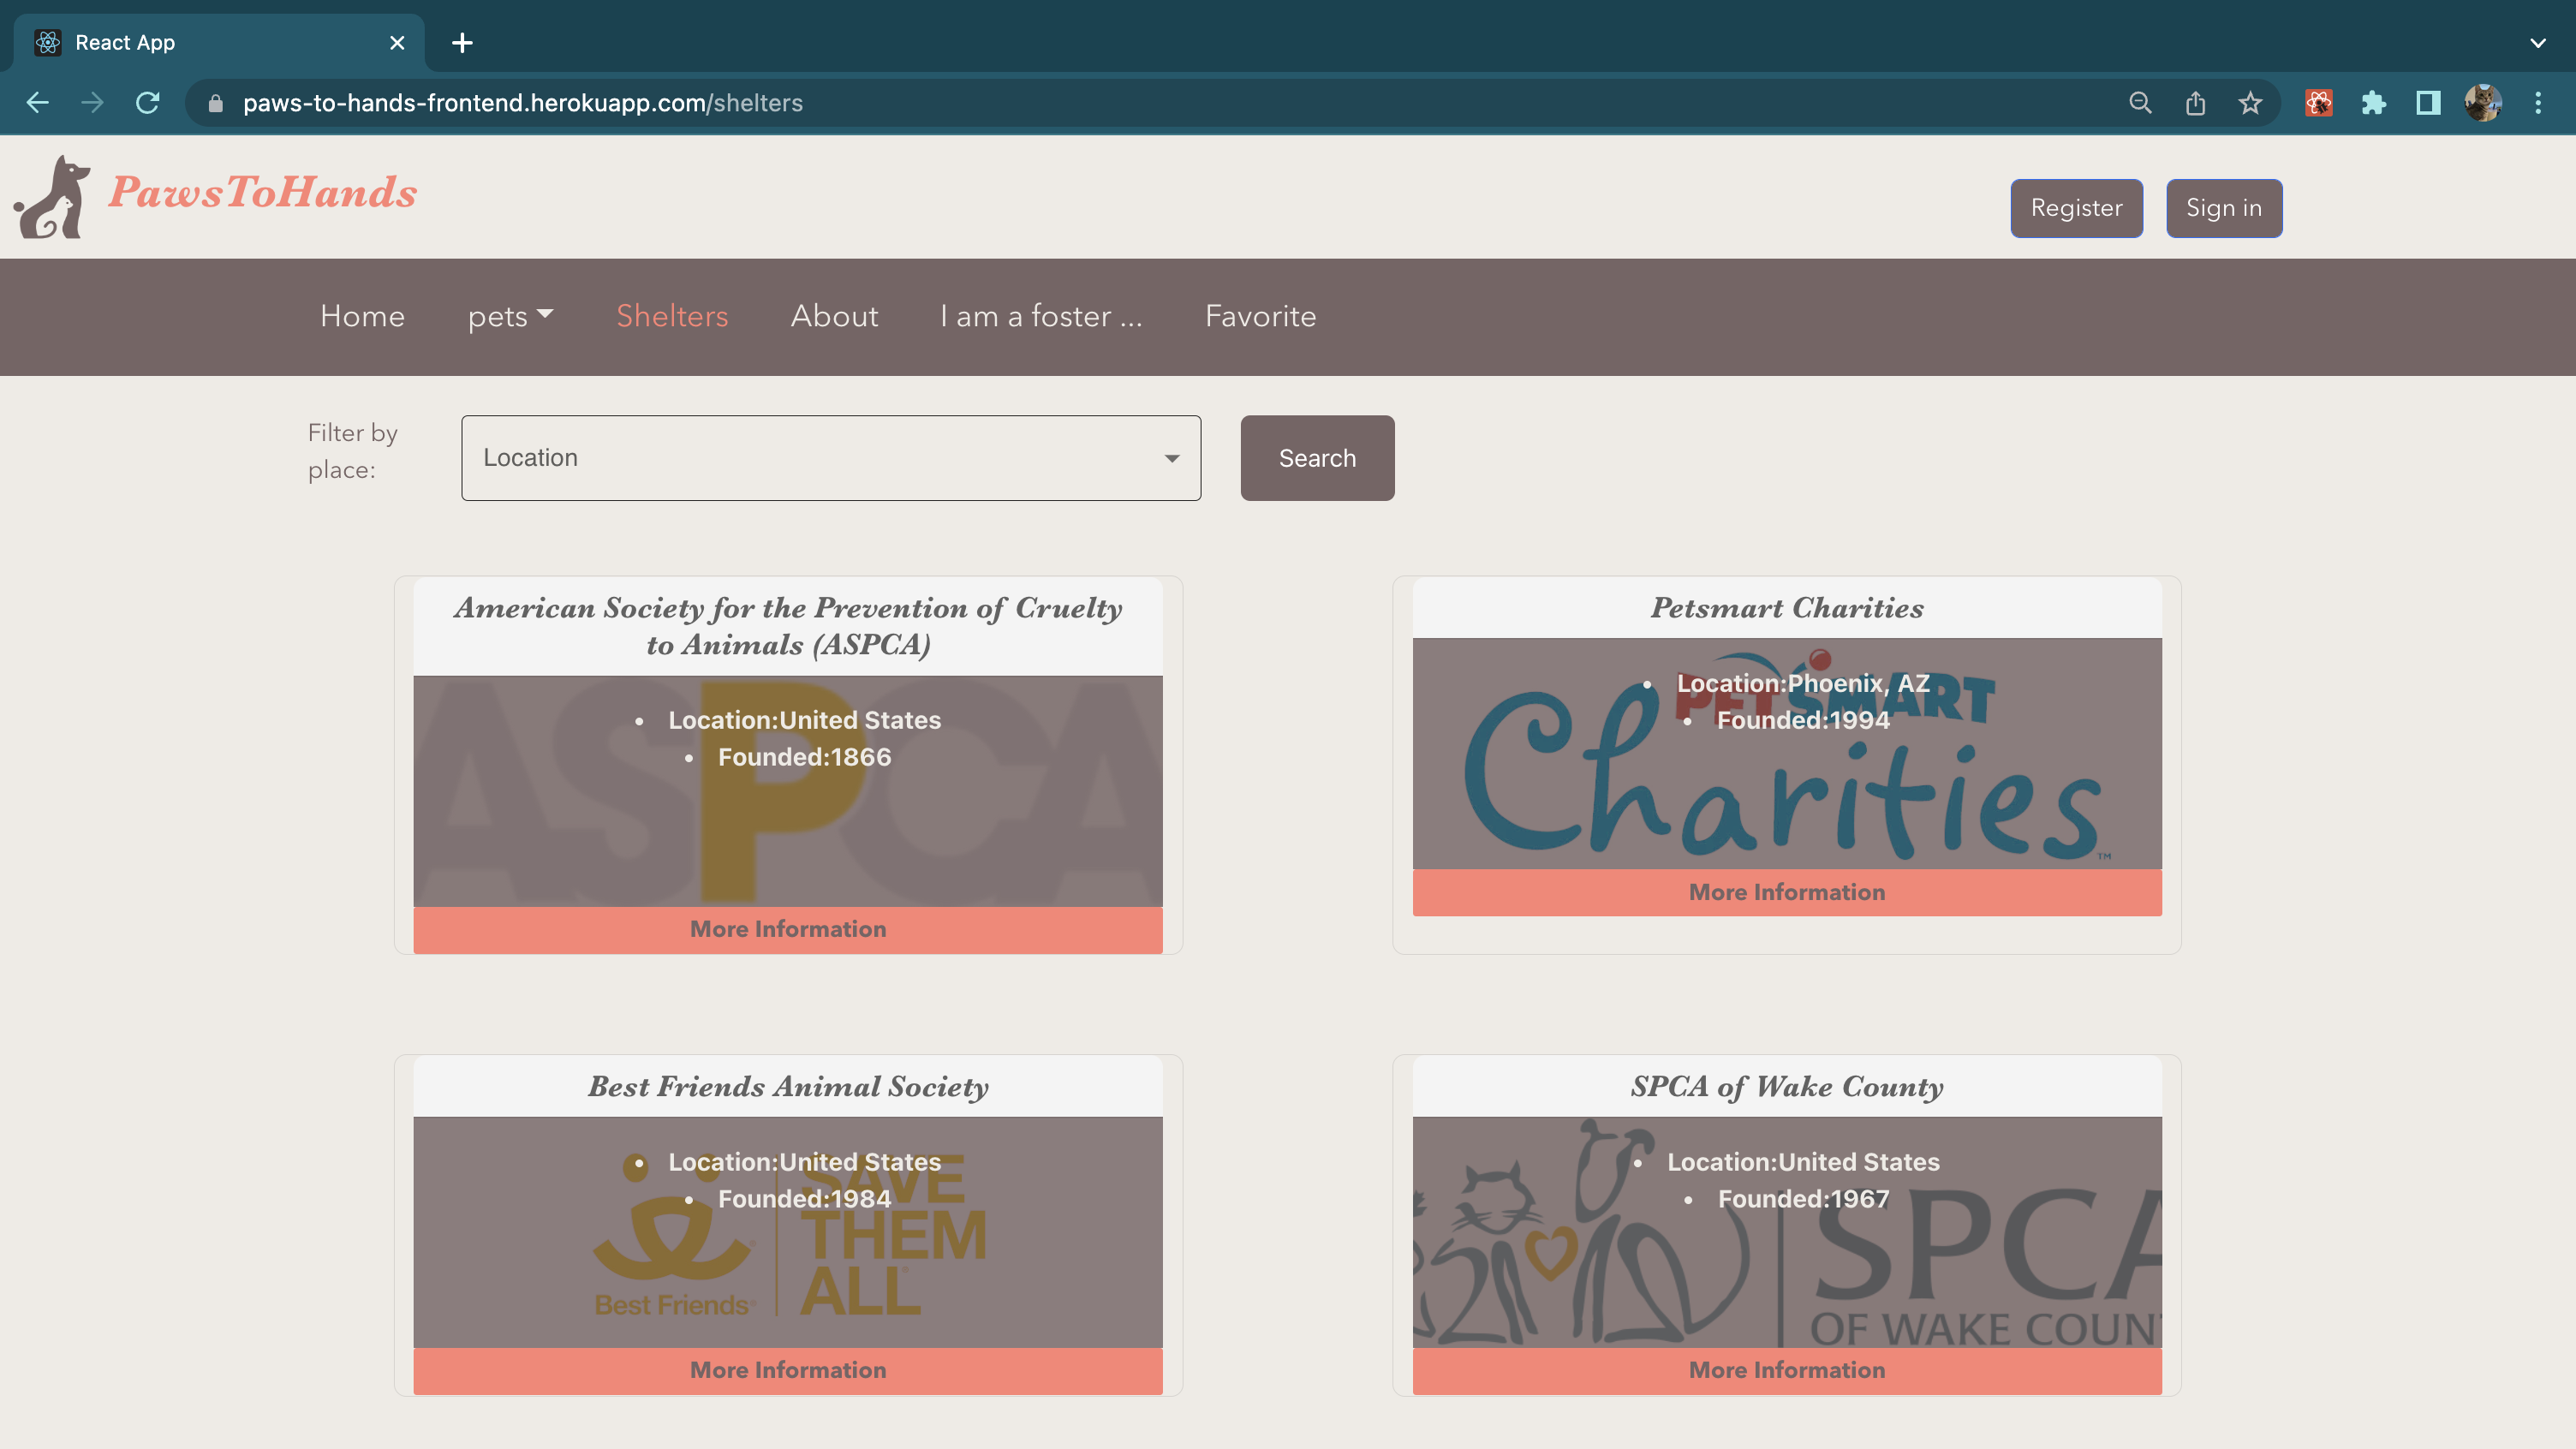 React App
paws-to-hands-frontend.herokuapp.com/shelters
PawsToHands
Register
Sign in
Home
pets
Shelters
About
I am a foster ...
Favorite
Filter by
place:
Location
Search
American Society for the Prevention of Cruelty
to Animals (ASPCA)
ASPCA
Location:United States
Founded:1866
More Information
Petsmart Charities
PETSMART
Charities™
Location:Phoenix, AZ
Founded:1994
More Information
Best Friends Animal Society
Location:United States
Founded:1984
Best Friends®
SAVE
THEM
ALL®
More Information
SPCA of Wake County
Location:United States
Founded:1967
SPCA
OF WAKE COUN
More Information